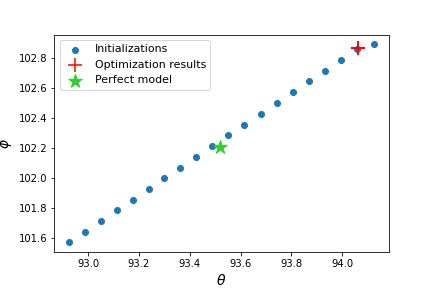 Initializations
Optimization results
Perfect model
102.8
102.6
102.4
102.2
102.0
101.8
101.6
φ
93.0 93.2 93.4 93.6 93.8 94.0
θ